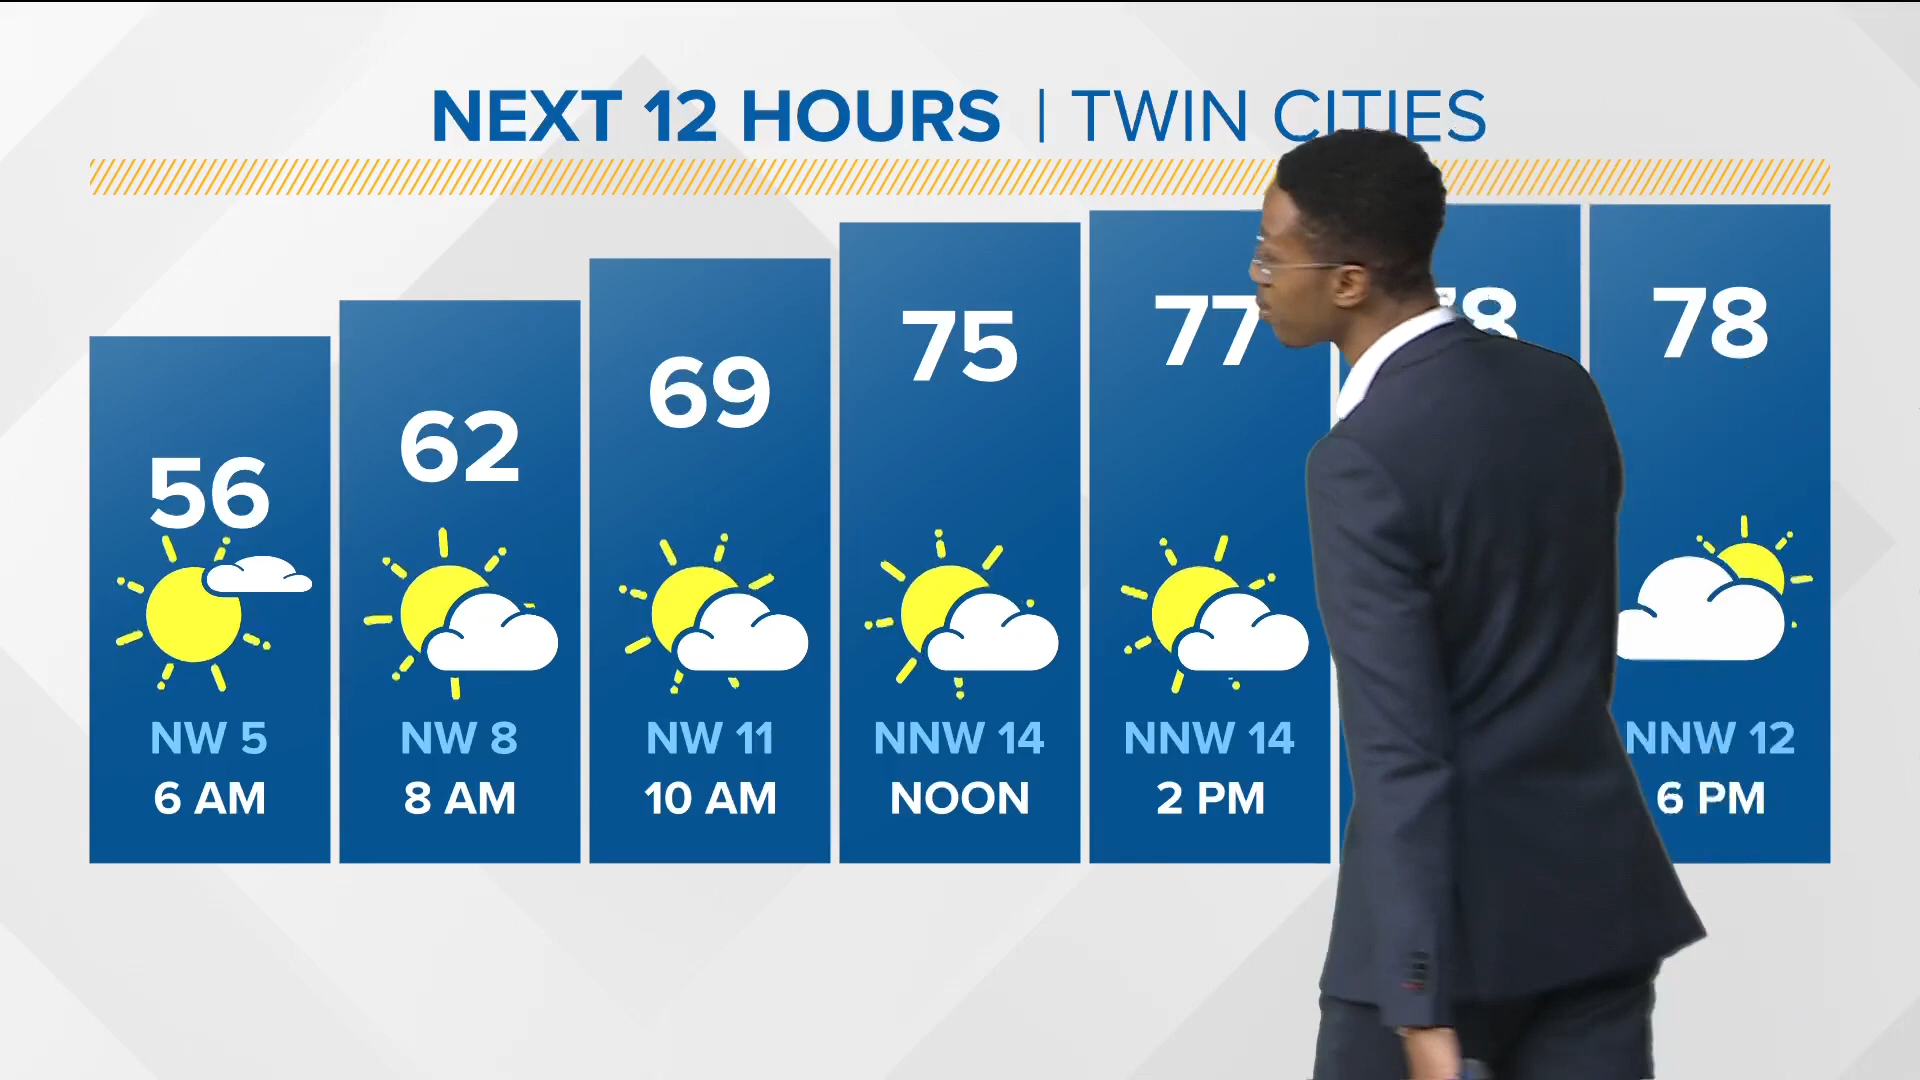 NEXT 12 HOURS | TWIN CITIES
56
NW 5
6 AM
62
NW 8
8 AM
69
NW 11
10 AM
75
NNW 14
NOON
77
NNW 14
2 PM
78
NNW 12
6 PM